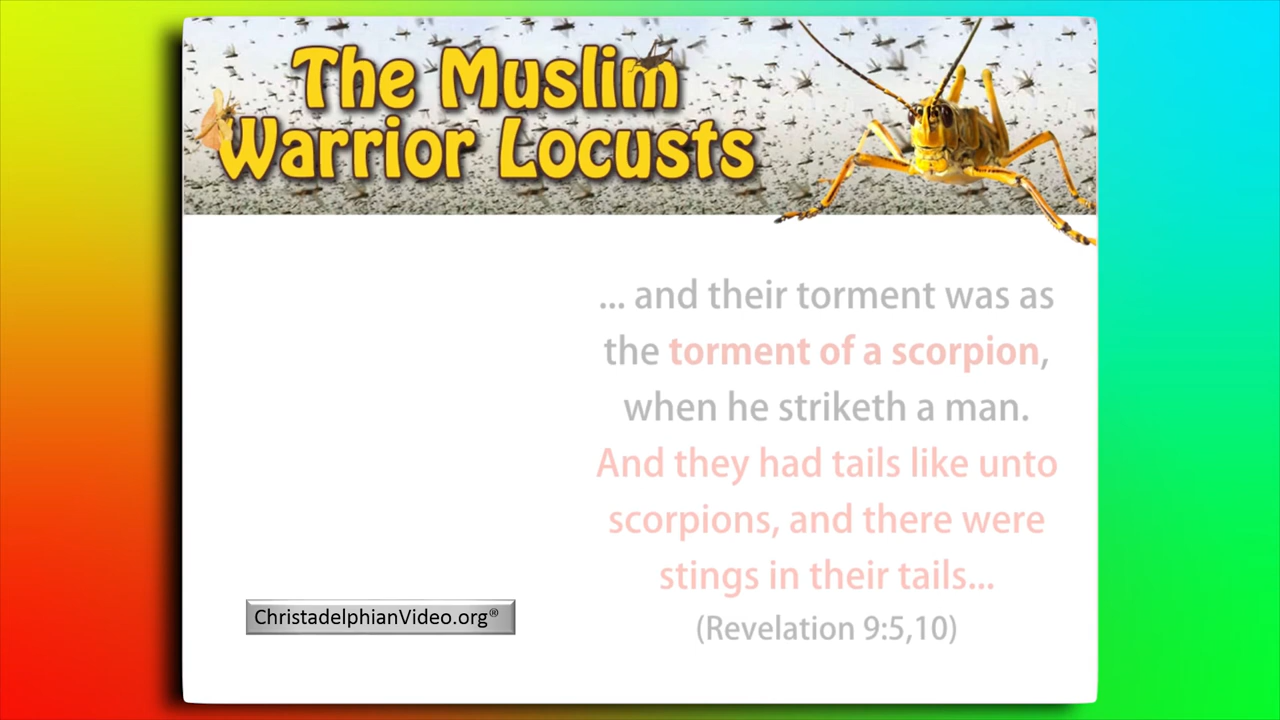 The Muslim
Warrior Locusts
... and their torment was as
the torment of a scorpion,
when he striketh a man.
And they had tails like unto
scorpions, and there were
stings in their tails...
(Revelation 9:5,10)
ChristadelphianVideo.org®